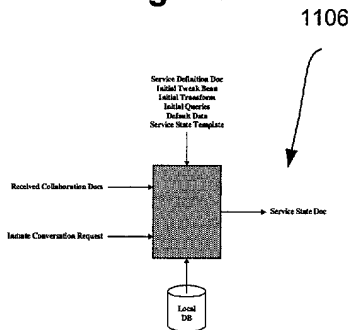 1106
Service Definition Doc
Initial Tweak Bean
Initial Transform
Initial Queries
Default Data
Service State Template
Received Collaboration Docs
Service State Doc
Initiate Conversation Request
Local
DB